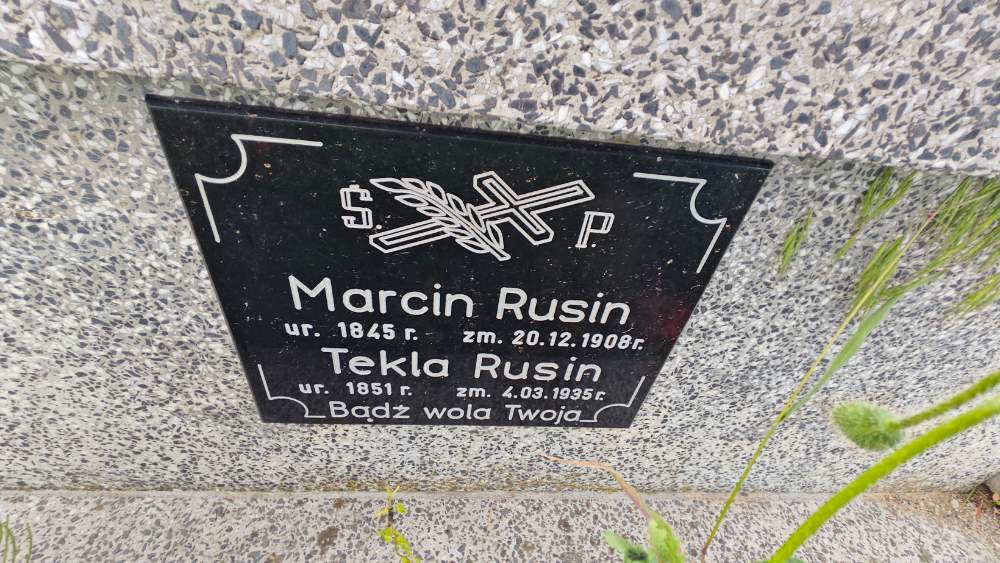 Ś. P.
Marcin Rusin
ur. 1845 r. zm. 20.12.1908r.
Tekla Rusin
ur. 1851 r. zm. 4.03.1935r.
Bądź wola Twoja